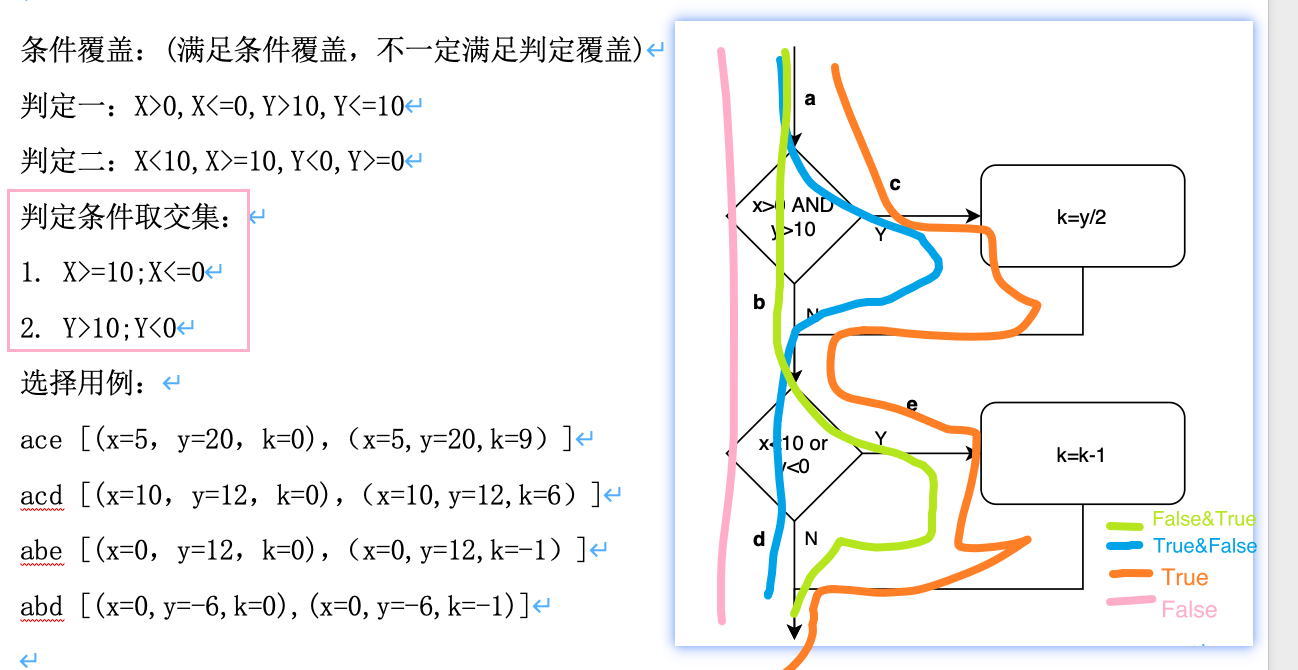 条件覆盖：(满足条件覆盖，不一定满足判定覆盖)
判定一：X>0,X<=0,Y>10,Y<=10
判定二：X<10,X>=10,Y<0,Y>=0
判定条件取交集：
1. X>=10;X<=0
2. Y>10;Y<0
选择用例：
ace [(x=5，y=20，k=0)，（x=5,y=20,k=9）]
acd [(x=10，y=12，k=0)，（x=10,y=12,k=6）]
abe [(x=0，y=12，k=0)，（x=0,y=12,k=-1）]
abd [(x=0,y=-6,k=0),(x=0,y=-6,k=-1)]
a
c
x>0 AND
y>10
Y
k=y/2
b
N
e
x<10 or
y<0
Y
k=k-1
d
N
False&True
True&False
True
False